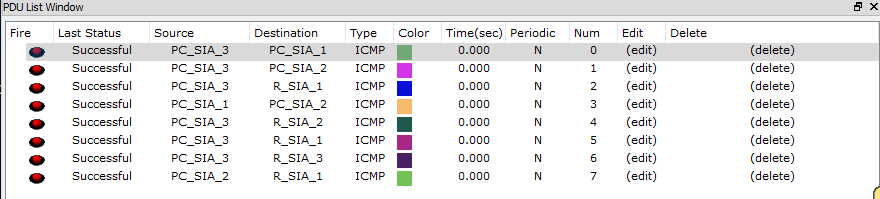 PDU List Window
Fire Last Status Source Destination Type Color Time(sec) Periodic Num Edit Delete
Successful PC_SIA_3 PC_SIA_1 ICMP 0.000 N 0 (edit) (delete)
Successful PC_SIA_3 PC_SIA_2 ICMP 0.000 N 1 (edit) (delete)
Successful PC_SIA_3 R_SIA_1 ICMP 0.000 N 2 (edit) (delete)
Successful PC_SIA_1 PC_SIA_2 ICMP 0.000 N 3 (edit) (delete)
Successful PC_SIA_3 R_SIA_2 ICMP 0.000 N 4 (edit) (delete)
Successful PC_SIA_3 R_SIA_1 ICMP 0.000 N 5 (edit) (delete)
Successful PC_SIA_3 R_SIA_3 ICMP 0.000 N 6 (edit) (delete)
Successful PC_SIA_2 R_SIA_1 ICMP 0.000 N 7 (edit) (delete)